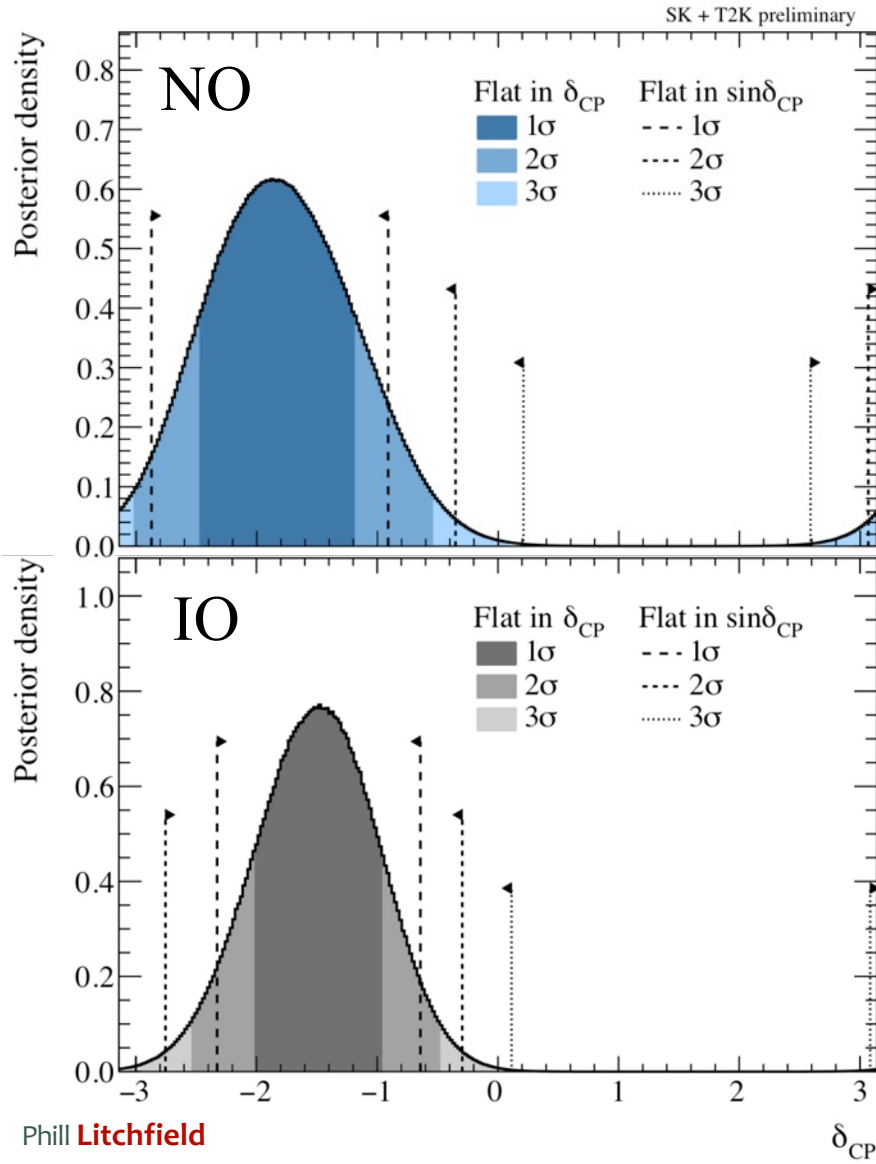 SK + T2K preliminary
NO
Posterior density
0.8
0.7
0.6
0.5
0.4
0.3
0.2
0.1
0.0
Flat in δCP
1σ
2σ
3σ
Flat in sinδCP
1σ
2σ
3σ
IO
Posterior density
1.0
0.8
0.6
0.4
0.2
0.0
Flat in δCP
1σ
2σ
3σ
Flat in sinδCP
1σ
2σ
3σ
−3 −2 −1 0 1 2 3
δCP
Phill Litchfield